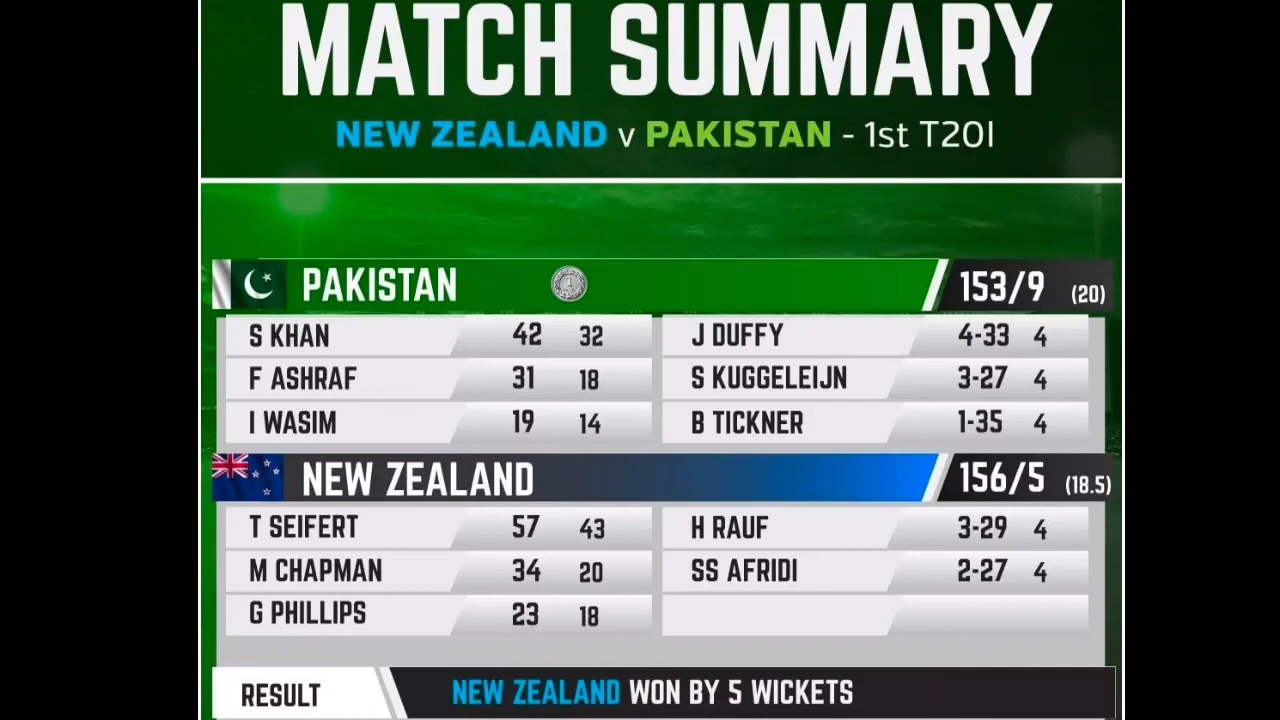 MATCH SUMMARY
NEW ZEALAND v PAKISTAN - 1st T20I
PAKISTAN 153/9 (20)
S KHAN 42 32 J DUFFY 4-33 4
F ASHRAF 31 18 S KUGGELEIJN 3-27 4
I WASIM 19 14 B TICKNER 1-35 4
NEW ZEALAND 156/5 (18.5)
T SEIFERT 57 43 H RAUF 3-29 4
M CHAPMAN 34 20 SS AFRIDI 2-27 4
G PHILLIPS 23 18
RESULT NEW ZEALAND WON BY 5 WICKETS